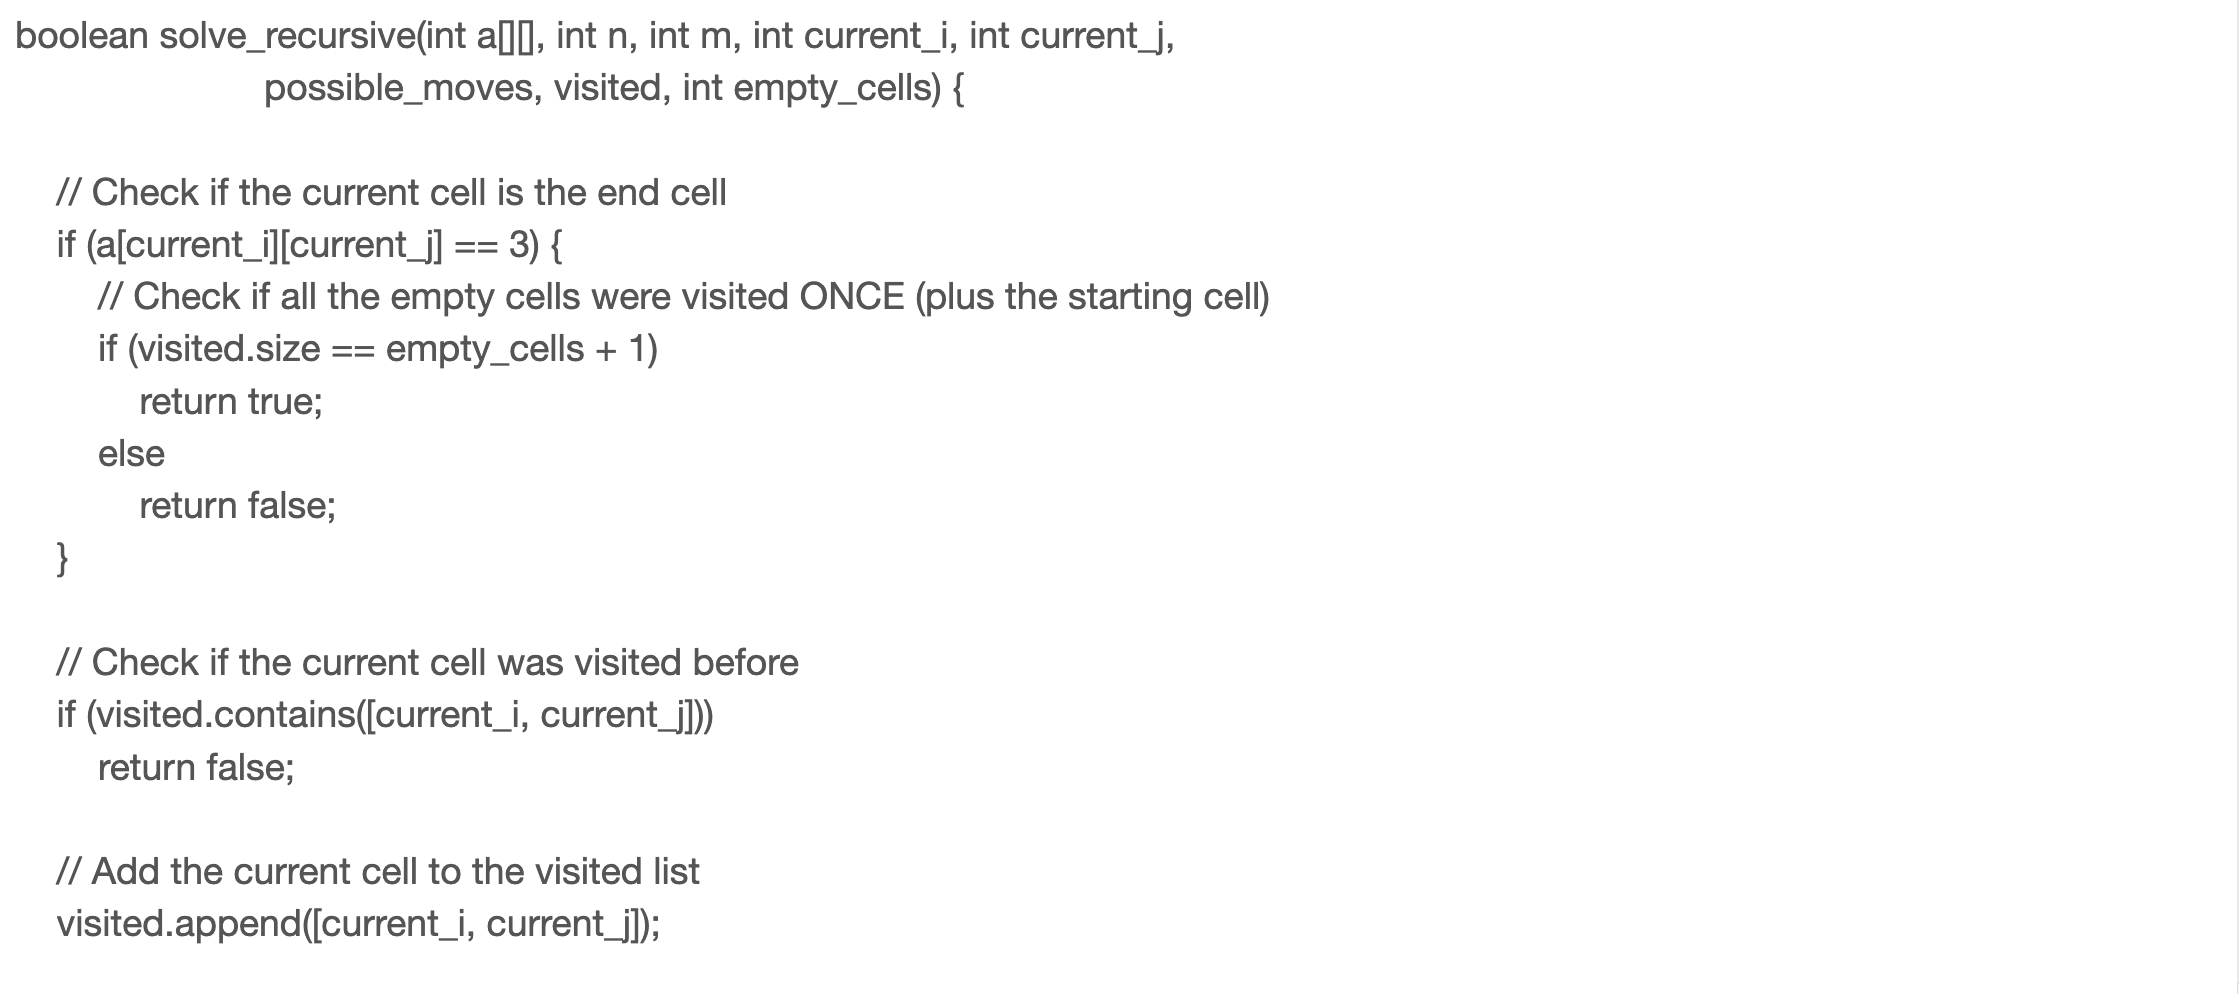 boolean solve_recursive(int a[][], int n, int m, int current_i, int current_j,
possible_moves, visited, int empty_cells) {
// Check if the current cell is the end cell
if (a[current_i][current_j] == 3) {
// Check if all the empty cells were visited ONCE (plus the starting cell)
if (visited.size == empty_cells + 1)
return true;
else
return false;
}
// Check if the current cell was visited before
if (visited.contains([current_i, current_j]))
return false;
// Add the current cell to the visited list
visited.append([current_i, current_j]);